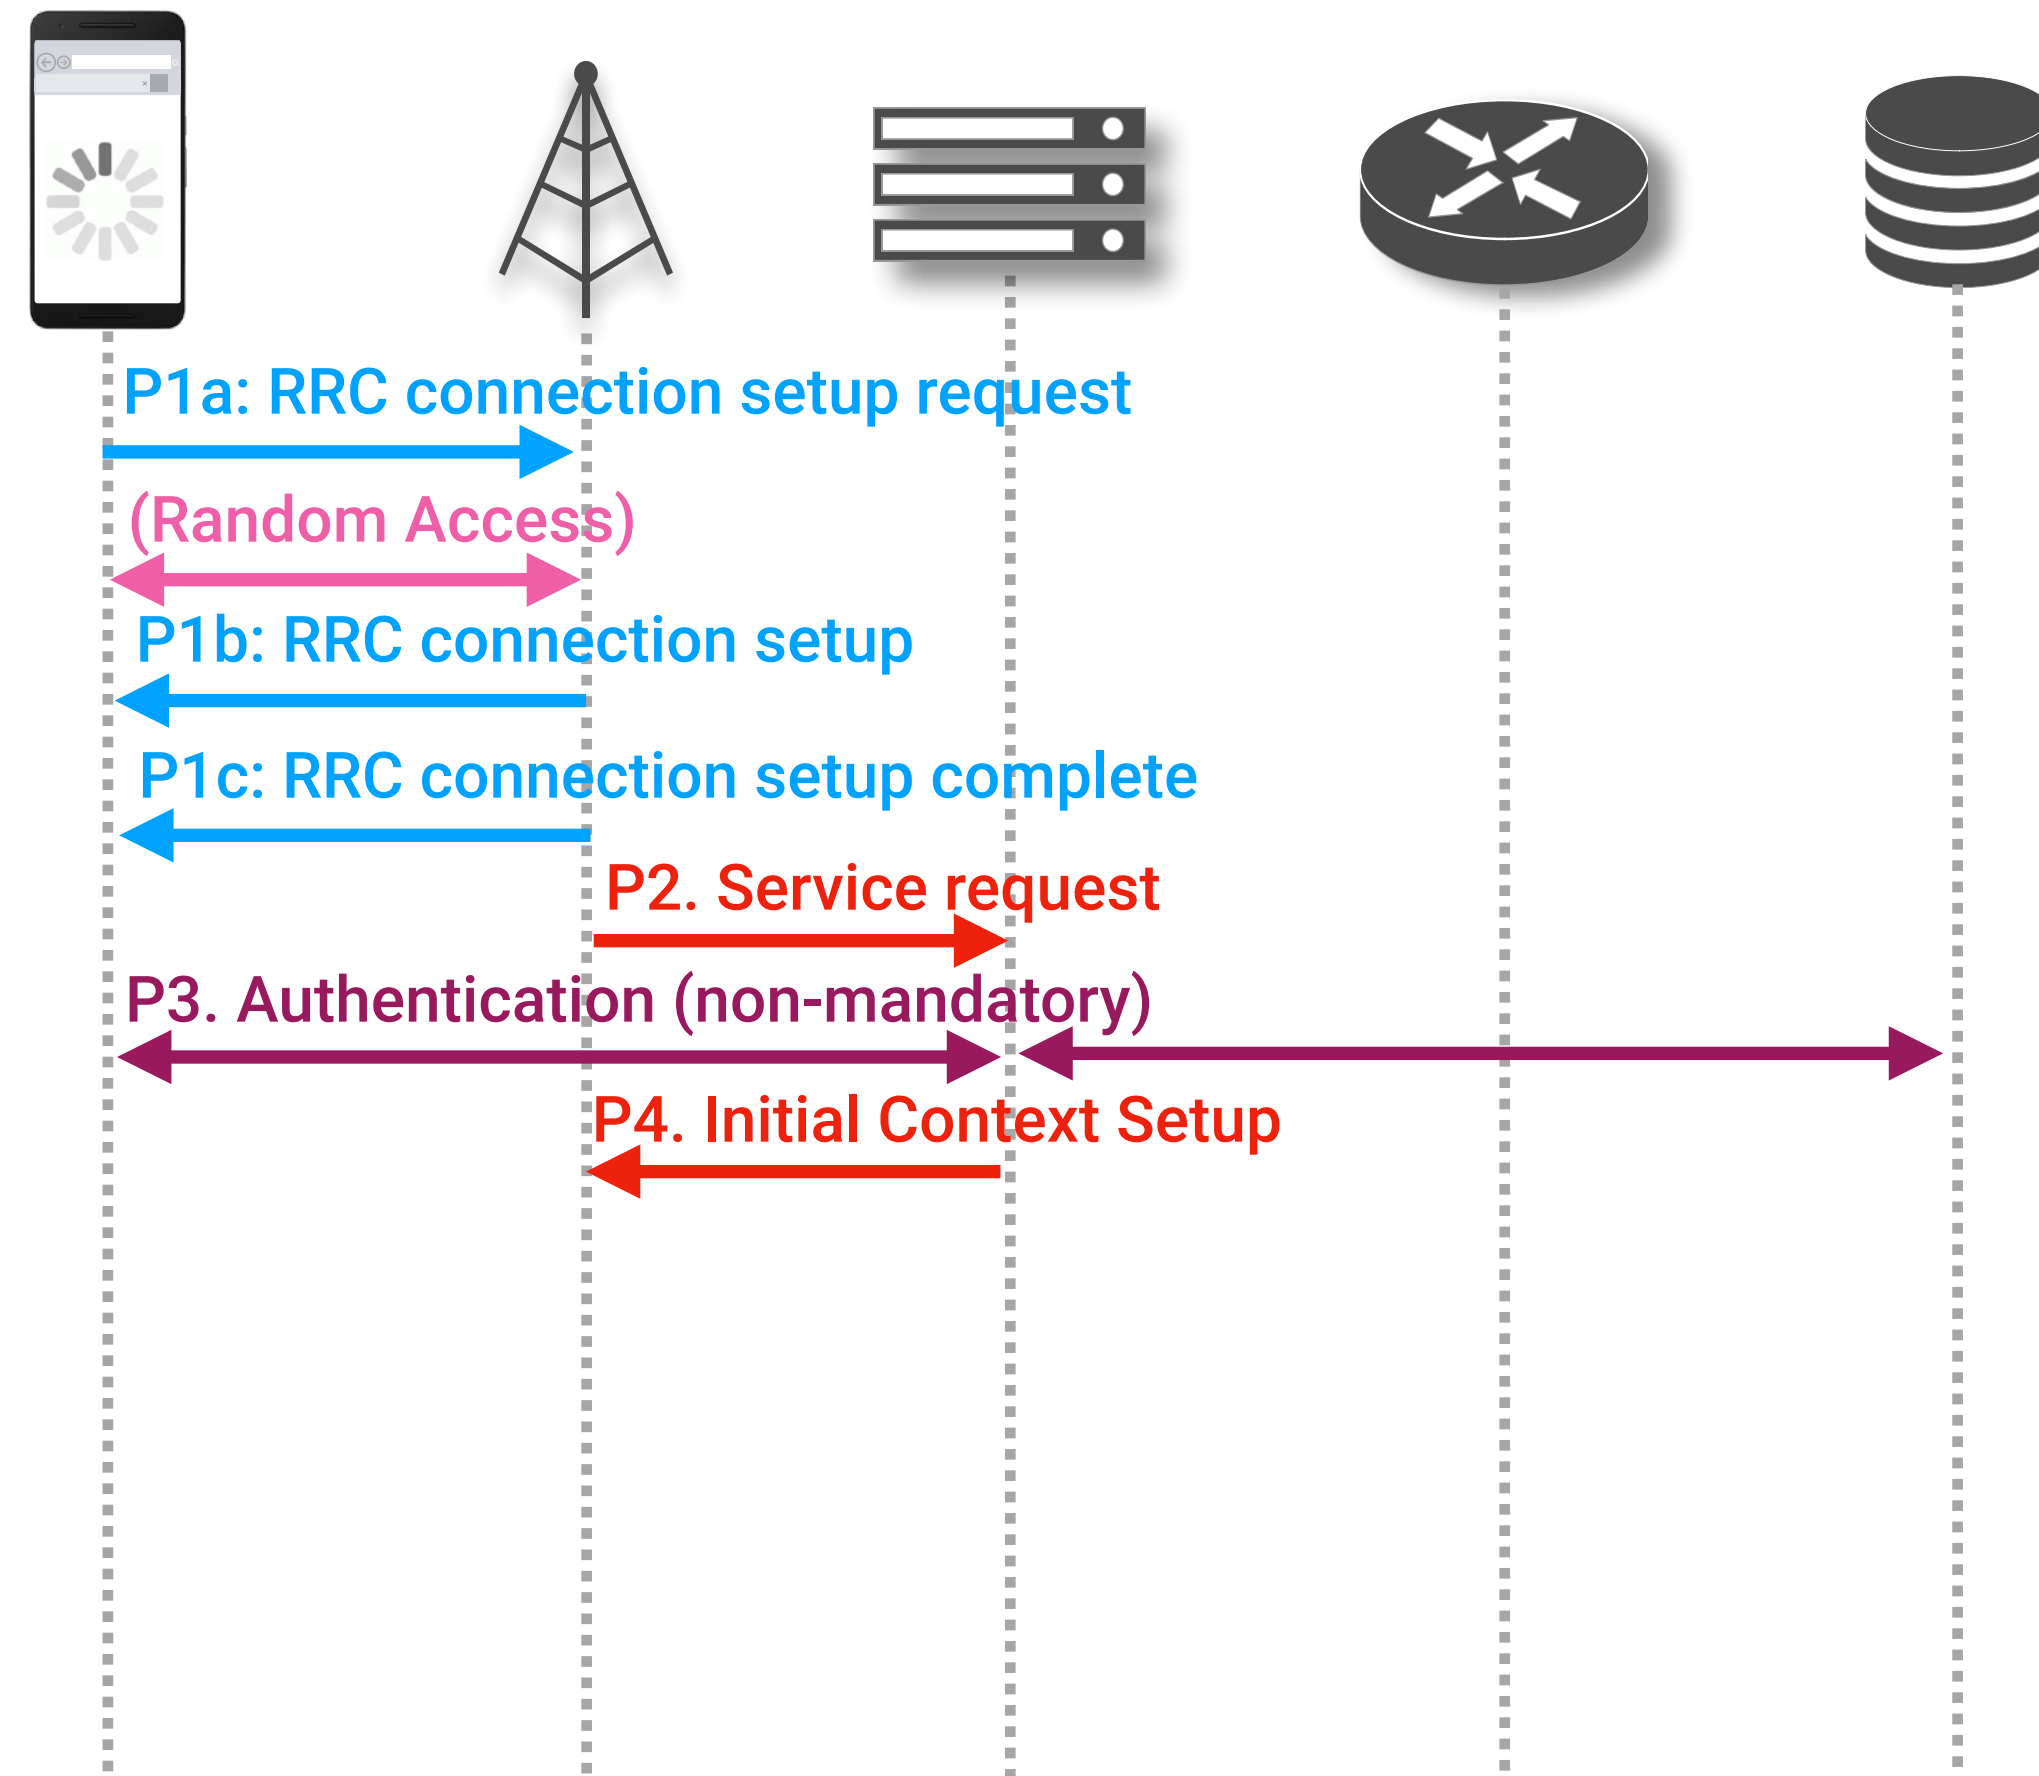 P1a: RRC connection setup request
(Random Access)
P1b: RRC connection setup
P1c: RRC connection setup complete
P2. Service request
P3. Authentication (non-mandatory)
P4. Initial Context Setup